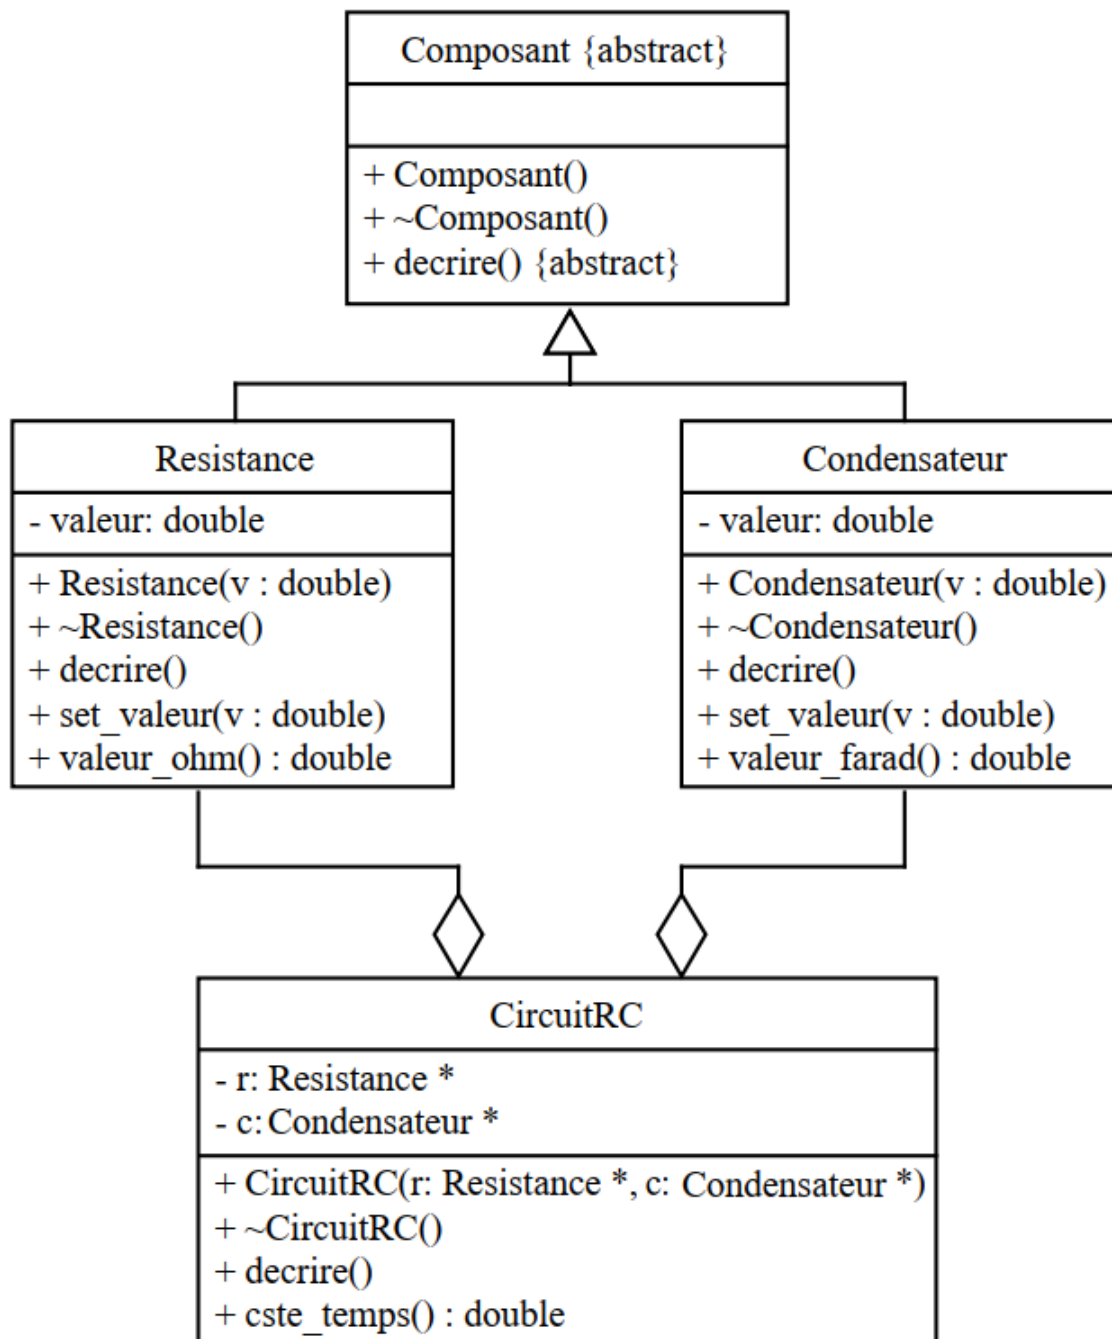 Composant {abstract}
+ Composant()
+ ~Composant()
+ decrire() {abstract}
Resistance
- valeur: double
+ Resistance(v : double)
+ ~Resistance()
+ decrire()
+ set_valeur(v : double)
+ valeur_ohm() : double
Condensateur
- valeur: double
+ Condensateur(v : double)
+ ~Condensateur()
+ decrire()
+ set_valeur(v : double)
+ valeur_farad() : double
CircuitRC
- r: Resistance *
- c: Condensateur *
+ CircuitRC(r: Resistance *, c: Condensateur *)
+ ~CircuitRC()
+ decrire()
+ cste_temps() : double